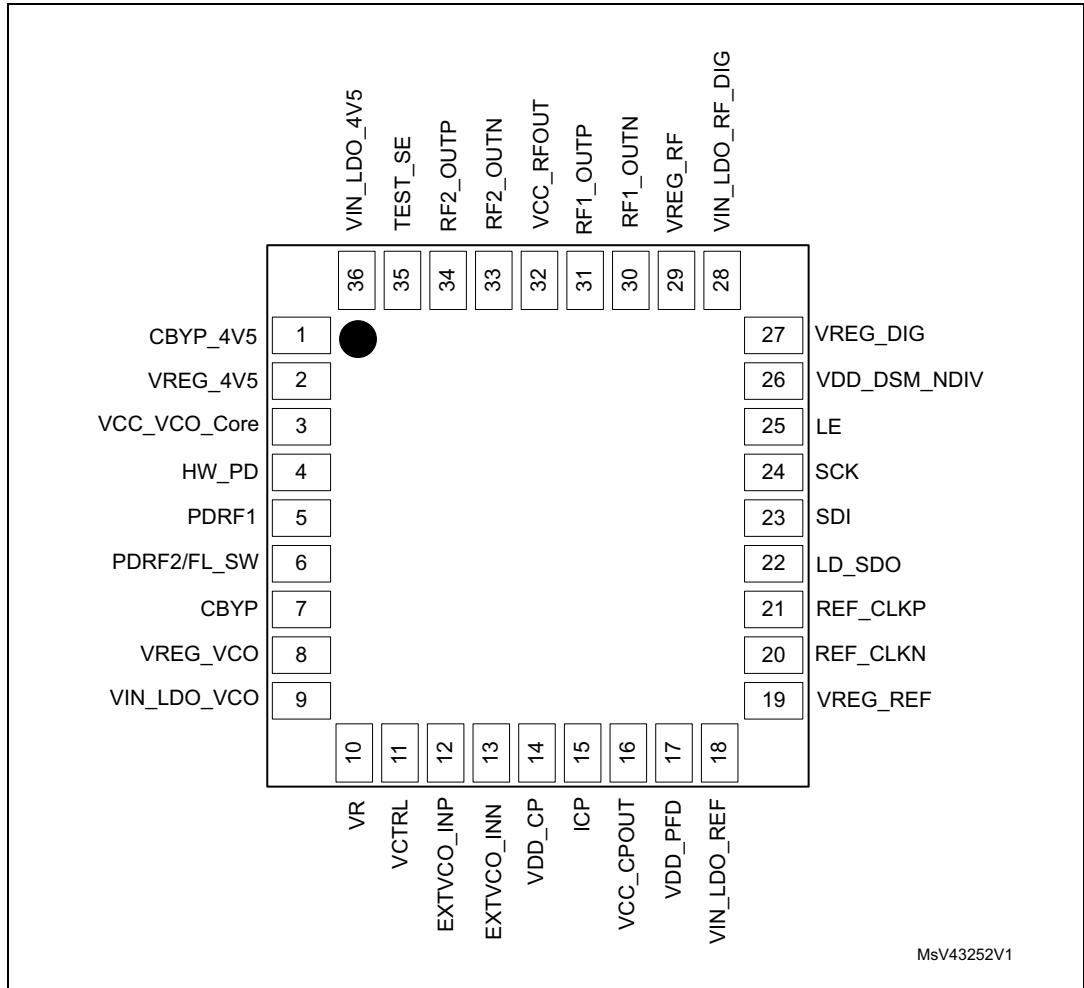 VIN_LDO_4V5
TEST_SE
RF2_OUTP
RF2_OUTN
VCC_RFOUT
RF1_OUTP
RF1_OUTN
VREG_RF
VIN_LDO_RF_DIG
36
35
34
33
32
31
30
29
28
CBYP_4V5 1
VREG_4V5 2
VCC_VCO_Core 3
HW_PD 4
PDRF1 5
PDRF2/FL_SW 6
CBYP 7
VREG_VCO 8
VIN_LDO_VCO 9
27 VREG_DIG
26 VDD_DSM_NDIV
25 LE
24 SCK
23 SDI
22 LD_SDO
21 REF_CLKP
20 REF_CLKN
19 VREG_REF
10
11
12
13
14
15
16
17
18
VR
VCTRL
EXTVCO_INP
EXTVCO_INN
VDD_CP
ICP
VCC_CPOUT
VDD_PFD
VIN_LDO_REF
MsV43252V1